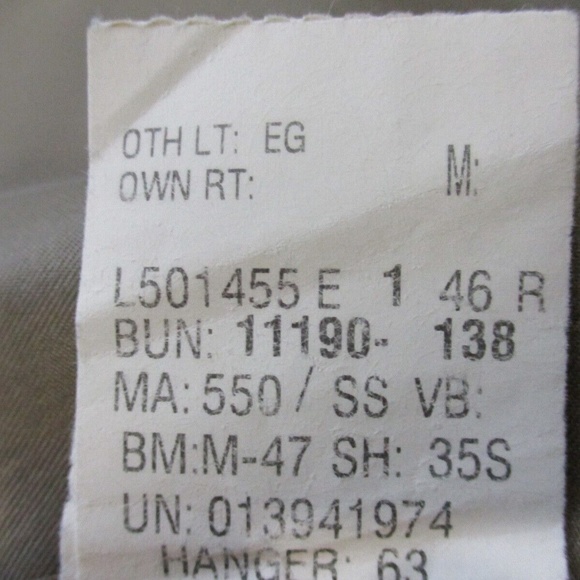 OTH LT: EG
OWN RT: M:
L501455 E 1 46 R
BUN: 11190- 138
MA: 550 / SS VB:
BM:M-47 SH: 35S
UN: 013941974
HANGER: 63